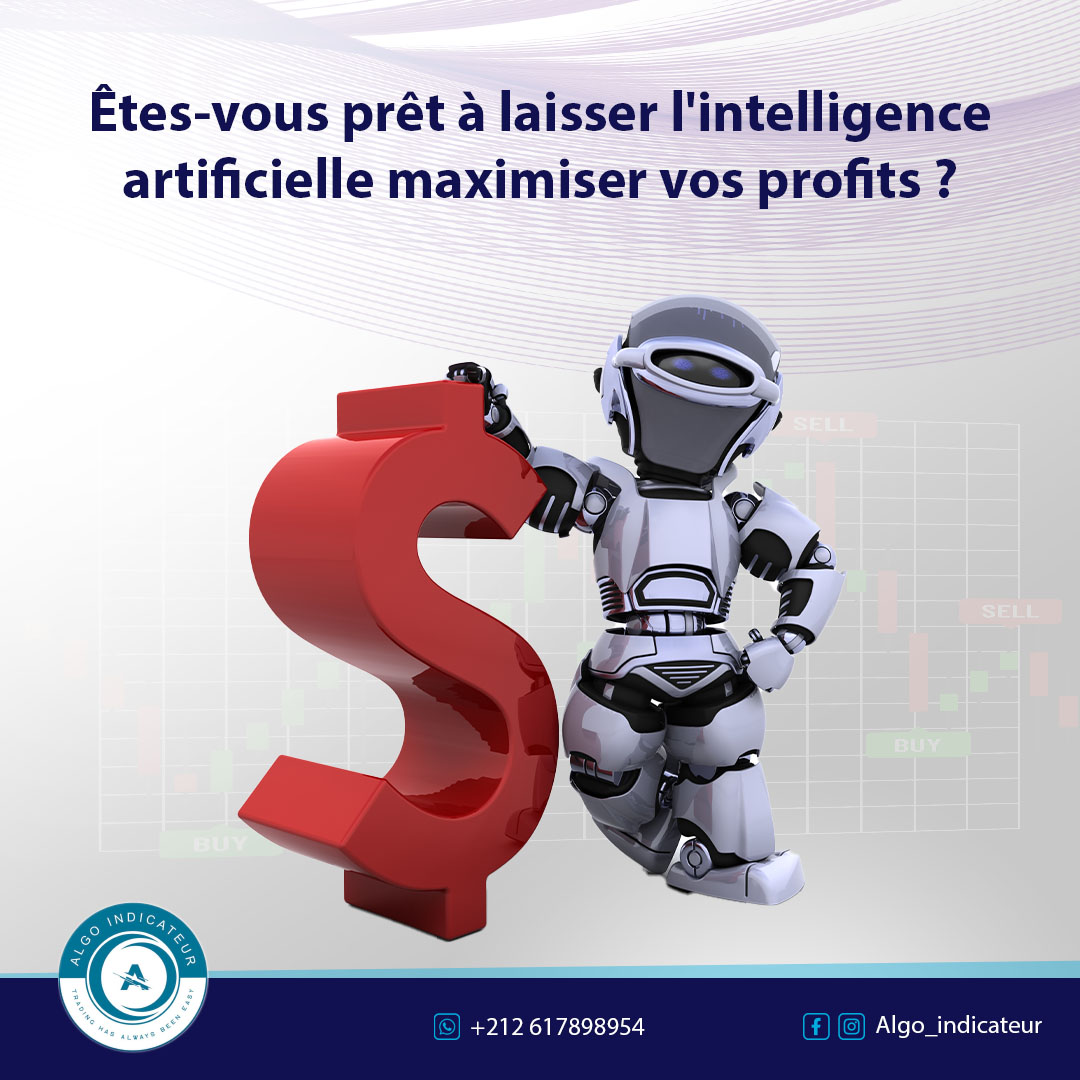 Êtes-vous prêt à laisser l'intelligence
artificielle maximiser vos profits ?
SELL
SELL
BUY
BUY
ALGO INDICATEUR
A
TRADING HAS ALWAYS BEEN EASY
+212 617898954
Algo_indicateur